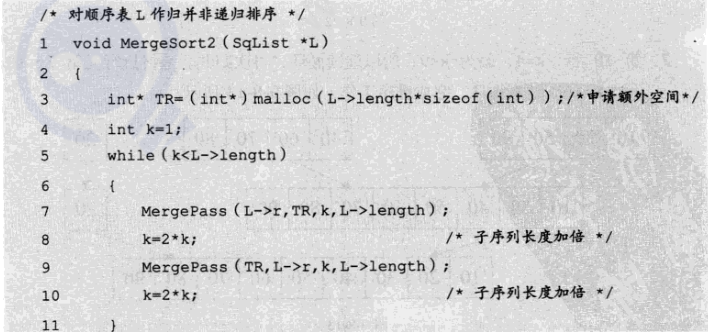 /* 对顺序表 L 作归并非递归排序 */
1 void MergeSort2(SqList *L)
2 {
3 int* TR=(int*)malloc(L->length*sizeof(int));/*申请额外空间*/
4 int k=1;
5 while(k<L->length)
6 {
7 MergePass(L->r,TR,k,L->length);
8 k=2*k; /* 子序列长度加倍 */
9 MergePass(TR,L->r,k,L->length);
10 k=2*k; /* 子序列长度加倍 */
11 }